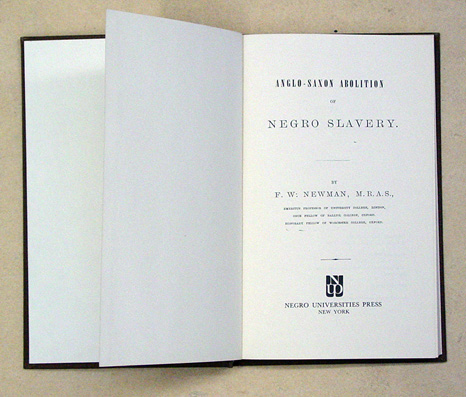 ANGLO-SAXON ABOLITION
OF
NEGRO SLAVERY.
BY
F. W. NEWMAN, M.R.A.S.,
EMERITUS PROFESSOR OF UNIVERSITY COLLEGE, LONDON,
ONCE FELLOW OF BALLIOL COLLEGE, OXFORD.
HONORARY FELLOW OF WORCESTER COLLEGE, OXFORD.
NUP
NEGRO UNIVERSITIES PRESS
NEW YORK